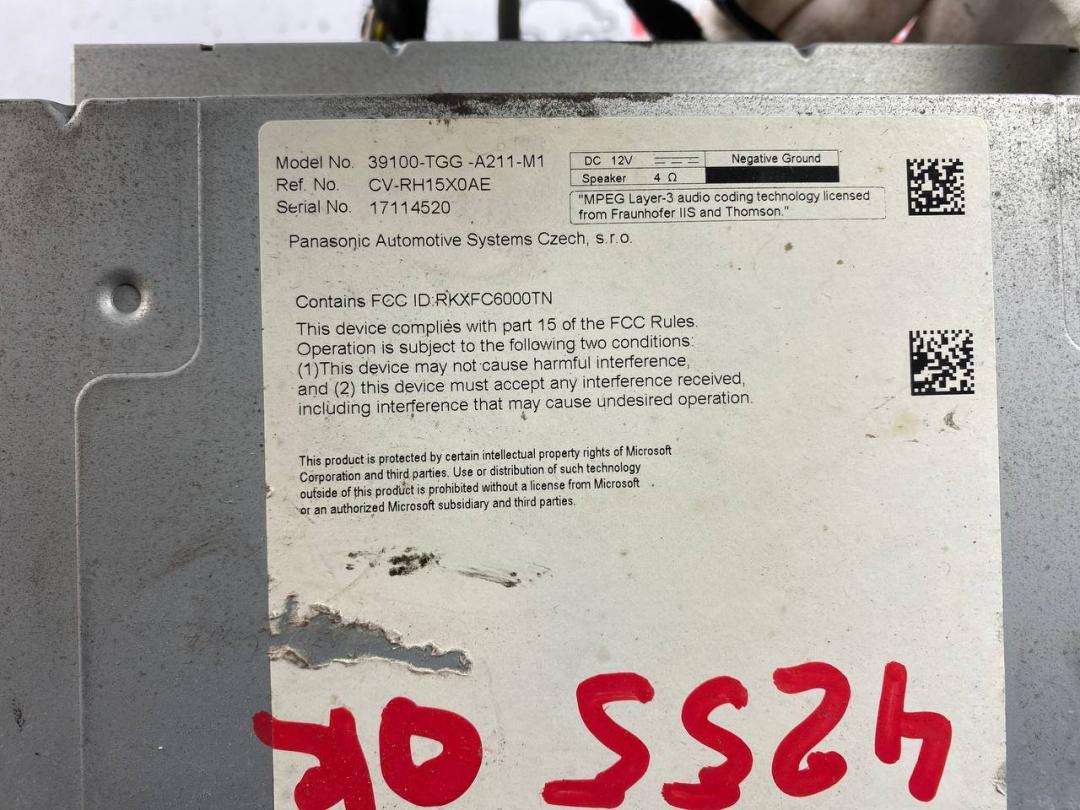 Model No. 39100-TGG -A211-M1
Ref. No. CV-RH15X0AE
Serial No. 17114520
DC 12V Negative Ground
Speaker 4 Ω
"MPEG Layer-3 audio coding technology licensed
from Fraunhofer IIS and Thomson."
Panasonic Automotive Systems Czech, s.r.o.
Contains FCC ID:RKXFC6000TN
This device complies with part 15 of the FCC Rules.
Operation is subject to the following two conditions:
(1)This device may not cause harmful interference,
and (2) this device must accept any interference received,
including interference that may cause undesired operation.
This product is protected by certain intellectual property rights of Microsoft
Corporation and third parties. Use or distribution of such technology
outside of this product is prohibited without a license from Microsoft
or an authorized Microsoft subsidiary and third parties.
4255 OK